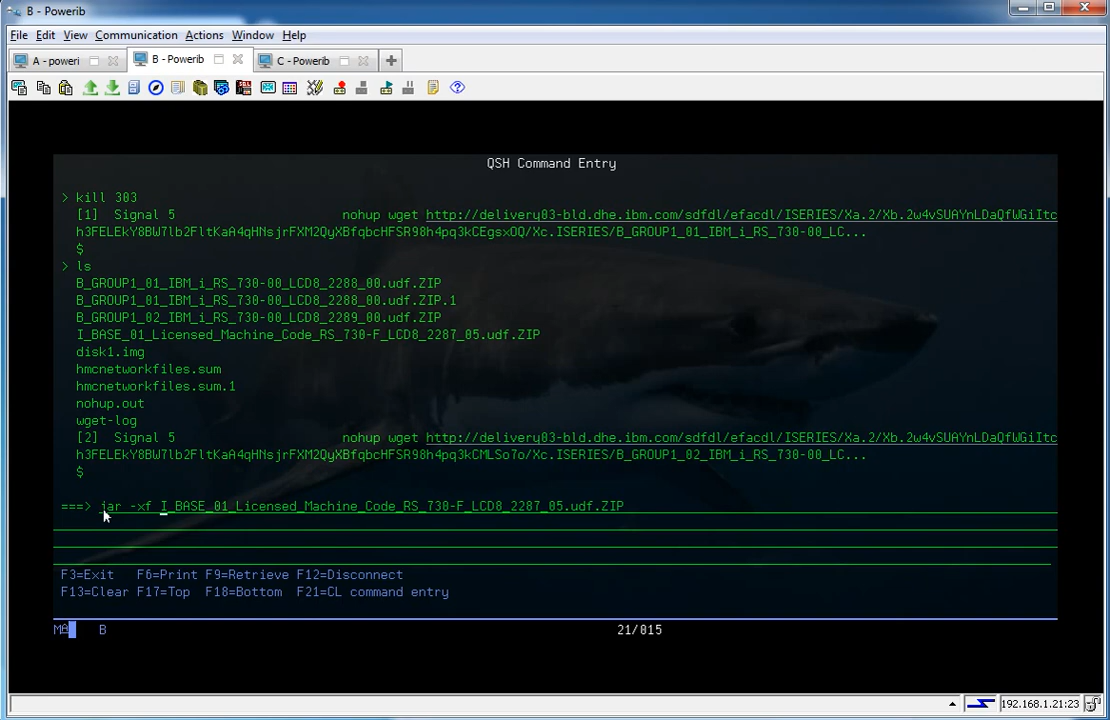 B - Powerib
File Edit View Communication Actions Window Help
A - poweri B - Powerib C - Powerib
QSH Command Entry
> kill 303
[1] Signal 5 nohup wget http://delivery03-bld.dhe.ibm.com/sdfdl/efacdl/ISERIES/Xa.2/Xb.2w4vSUAYnLDaQfWGiItc
h3FELEkY8BW7lb2FltKaA4qHNsjrFXM2QyXBfqbcHFSR98h4pq3kCEgsxOQ/Xc.ISERIES/B_GROUP1_01_IBM_i_RS_730-00_LC...
$
> ls
B_GROUP1_01_IBM_i_RS_730-00_LCD8_2288_00.udf.ZIP
B_GROUP1_01_IBM_i_RS_730-00_LCD8_2288_00.udf.ZIP.1
B_GROUP1_02_IBM_i_RS_730-00_LCD8_2289_00.udf.ZIP
I_BASE_01_Licensed_Machine_Code_RS_730-F_LCD8_2287_05.udf.ZIP
disk1.img
hmcnetworkfiles.sum
hmcnetworkfiles.sum.1
nohup.out
wget-log
[2] Signal 5 nohup wget http://delivery03-bld.dhe.ibm.com/sdfdl/efacdl/ISERIES/Xa.2/Xb.2w4vSUAYnLDaQfWGiItc
h3FELEkY8BW7lb2FltKaA4qHNsjrFXM2QyXBfqbcHFSR98h4pq3kCMLSo7o/Xc.ISERIES/B_GROUP1_02_IBM_i_RS_730-00_LC...
$
===> jar -xf I_BASE_01_Licensed_Machine_Code_RS_730-F_LCD8_2287_05.udf.ZIP
F3=Exit F6=Print F9=Retrieve F12=Disconnect
F13=Clear F17=Top F18=Bottom F21=CL command entry
B 21/015
192.168.1.21:23